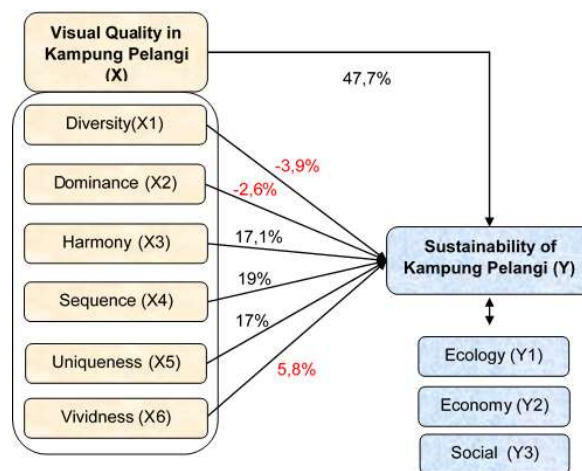 Visual Quality in
Kampung Pelangi
(X)
47,7%
Diversity(X1)
-3,9%
Dominance (X2)
-2,6%
Harmony (X3)
17,1%
Sustainability of
Kampung Pelangi (Y)
Sequence (X4)
19%
Uniqueness (X5)
17%
Vividness (X6)
5,8%
Ecology (Y1)
Economy (Y2)
Social (Y3)